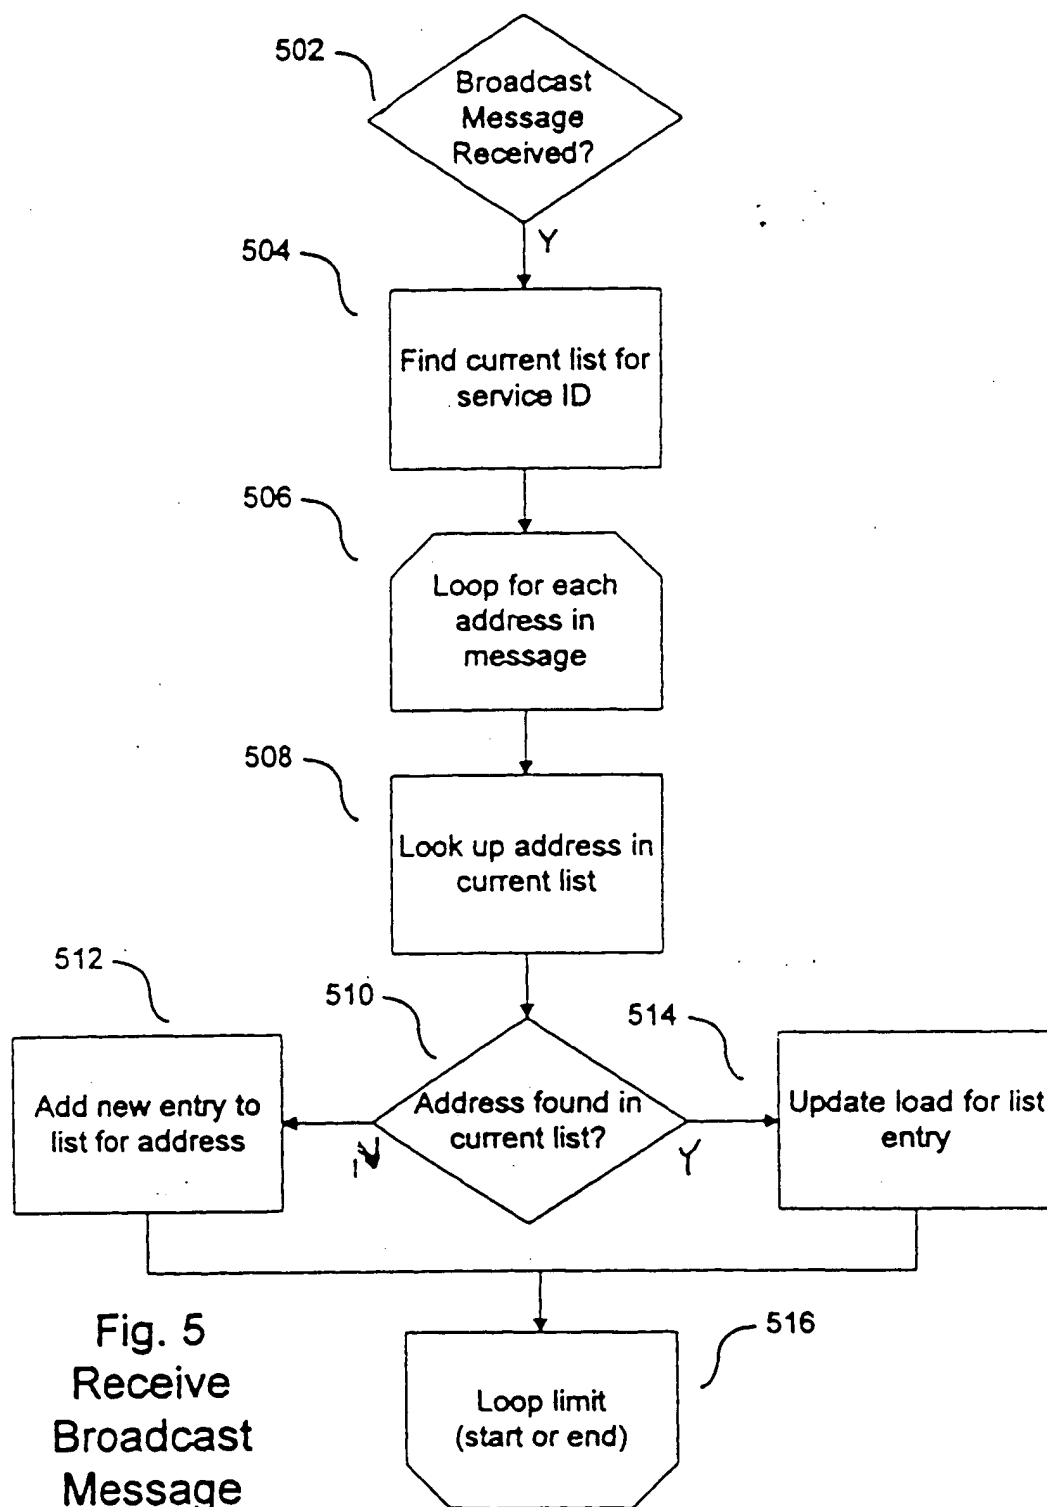 502
Broadcast
Message
Received?
Y
504
Find current list for
service ID
506
Loop for each
address in
message
508
Look up address in
current list
512
510
514
Add new entry to
list for address
Address found in
current list?
Update load for list
entry
N
Y
516
Loop limit
(start or end)
Fig. 5
Receive
Broadcast
Message